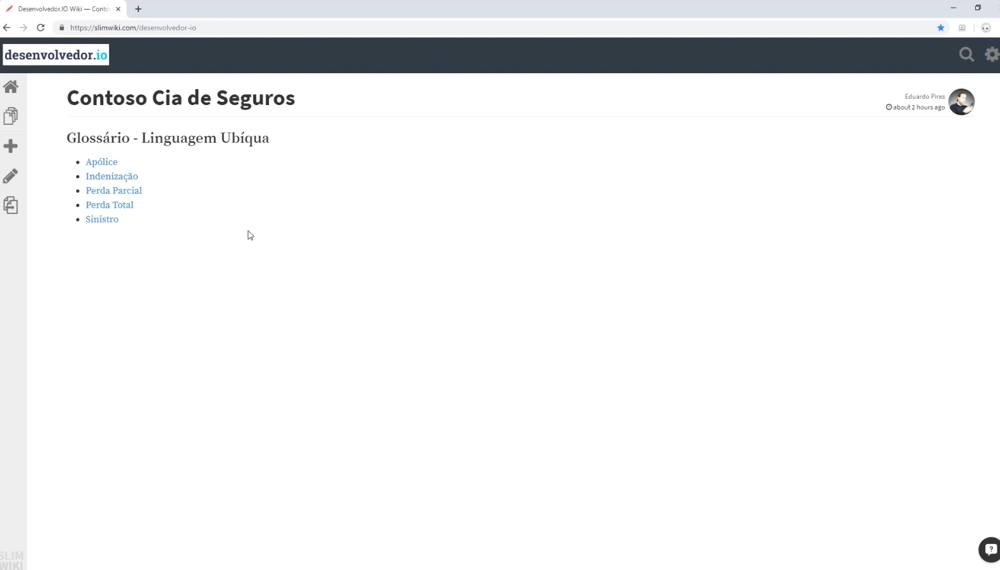 Desenvolvedor.IO Wiki — Conto
https://slimwiki.com/desenvolvedor-io
desenvolvedor.io
Contoso Cia de Seguros
Eduardo Pires
about 2 hours ago
Glossário - Linguagem Ubíqua
Apólice
Indenização
Perda Parcial
Perda Total
Sinistro
SLIM
WIKI